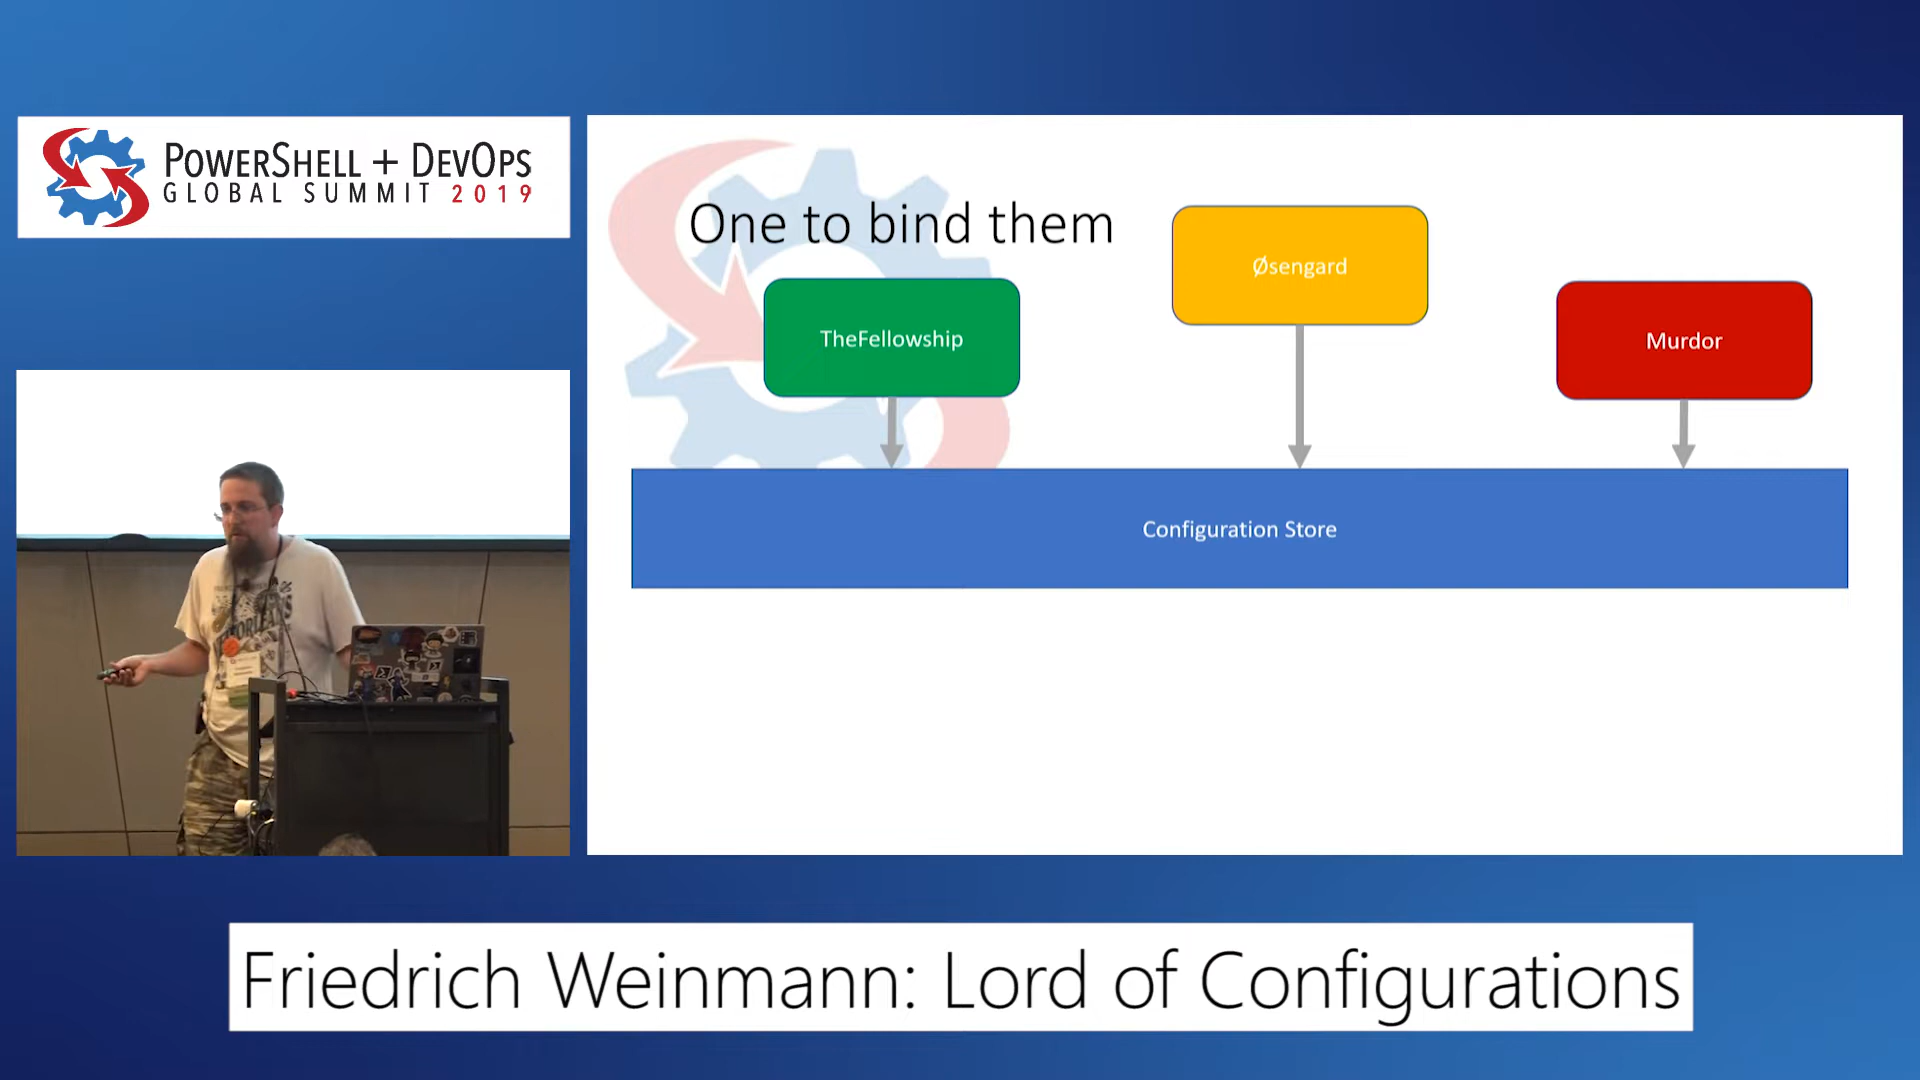 POWERSHELL + DEVOPS
GLOBAL SUMMIT 2019
One to bind them
Øsengard
TheFellowship
Murdor
Configuration Store
Friedrich Weinmann: Lord of Configurations